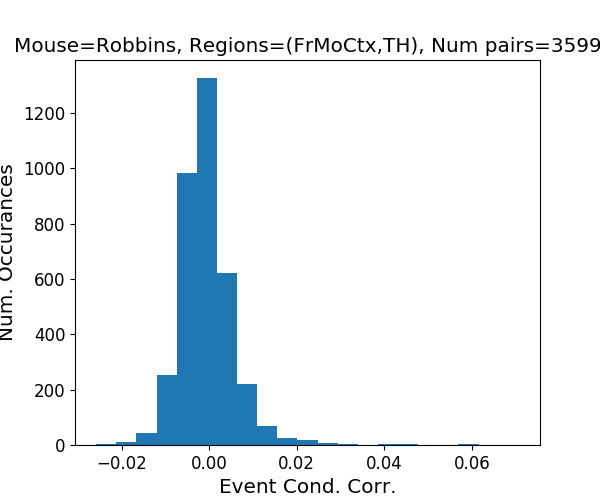 Mouse=Robbins, Regions=(FrMoCtx,TH), Num pairs=3599
1200
1000
800
600
400
200
0
Num. Occurances
−0.02 0.00 0.02 0.04 0.06
Event Cond. Corr.